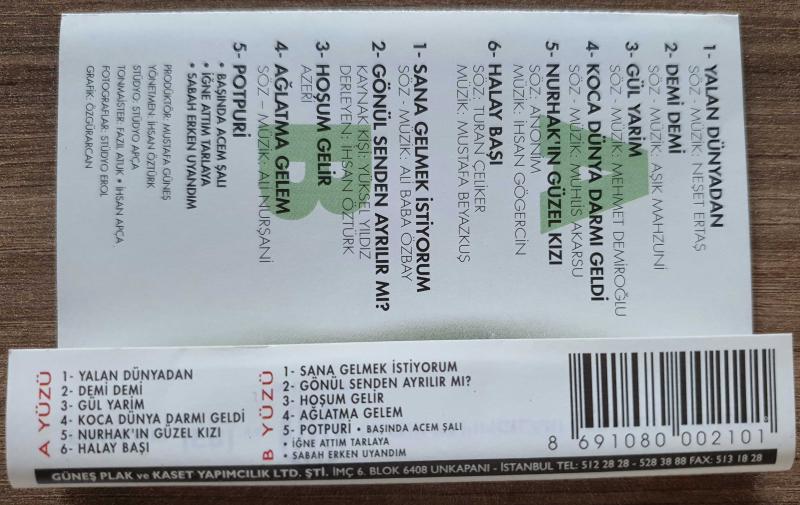 1- YALAN DÜNYADAN
SÖZ - MÜZİK: NEŞET ERTAŞ
2- DEMİ DEMİ
SÖZ - MÜZİK: AŞIK MAHZUNİ
3- GÜL YARİM
SÖZ - MÜZİK: MEHMET DEMİROĞLU
4- KOCA DÜNYA DARMI GELDİ
SÖZ - MÜZİK: MUHLİS AKARSU
5- NURHAK'IN GÜZEL KIZI
SÖZ: ANONİM
MÜZİK: İHSAN GÖGERCİN
6- HALAY BAŞI
SÖZ: TURAN ÇELİKER
MÜZİK: MUSTAFA BEYAZKUŞ
A
1- SANA GELMEK İSTİYORUM
SÖZ - MÜZİK: ALİ BABA ÖZBAY
2- GÖNÜL SENDEN AYRILIR MI?
KAYNAK KİŞİ: YÜKSEL YILDIZ
DERLEYEN: İHSAN ÖZTÜRK
3- HOŞUM GELİR
AZERİ
4- AĞLATMA GELEM
SÖZ – MÜZİK: ALİ NURŞANİ
5- POTPURİ
• BAŞINDA ACEM ŞALI
• İĞNE ATTIM TARLAYA
• SABAH ERKEN UYANDIM
B
PRODÜKTÖR: MUSTAFA GÜNEŞ
YÖNETMEN: İHSAN ÖZTÜRK
STÜDYO: STÜDYO APÇA
TONMAİSTER: FAZIL ATUK • İHSAN APÇA
FOTOGRAFLAR: STÜDYO EROL
GRAFİK: ÖZGÜRARCAN
A YÜZÜ
1- YALAN DÜNYADAN
2- DEMİ DEMİ
3- GÜL YARİM
4- KOCA DÜNYA DARMI GELDİ
5- NURHAK'IN GÜZEL KIZI
6- HALAY BAŞI
B YÜZÜ
1- SANA GELMEK İSTİYORUM
2- GÖNÜL SENDEN AYRILIR MI?
3- HOŞUM GELİR
4- AĞLATMA GELEM
5- POTPURİ • BAŞINDA ACEM ŞALI
• İĞNE ATTIM TARLAYA
• SABAH ERKEN UYANDIM
8 691080 002101
GÜNEŞ PLAK ve KASET YAPIMCILIK LTD. ŞTİ. İMÇ 6. BLOK 6408 UNKAPANI - İSTANBUL TEL: 512 28 28 - 528 38 88 FAX: 513 18 28